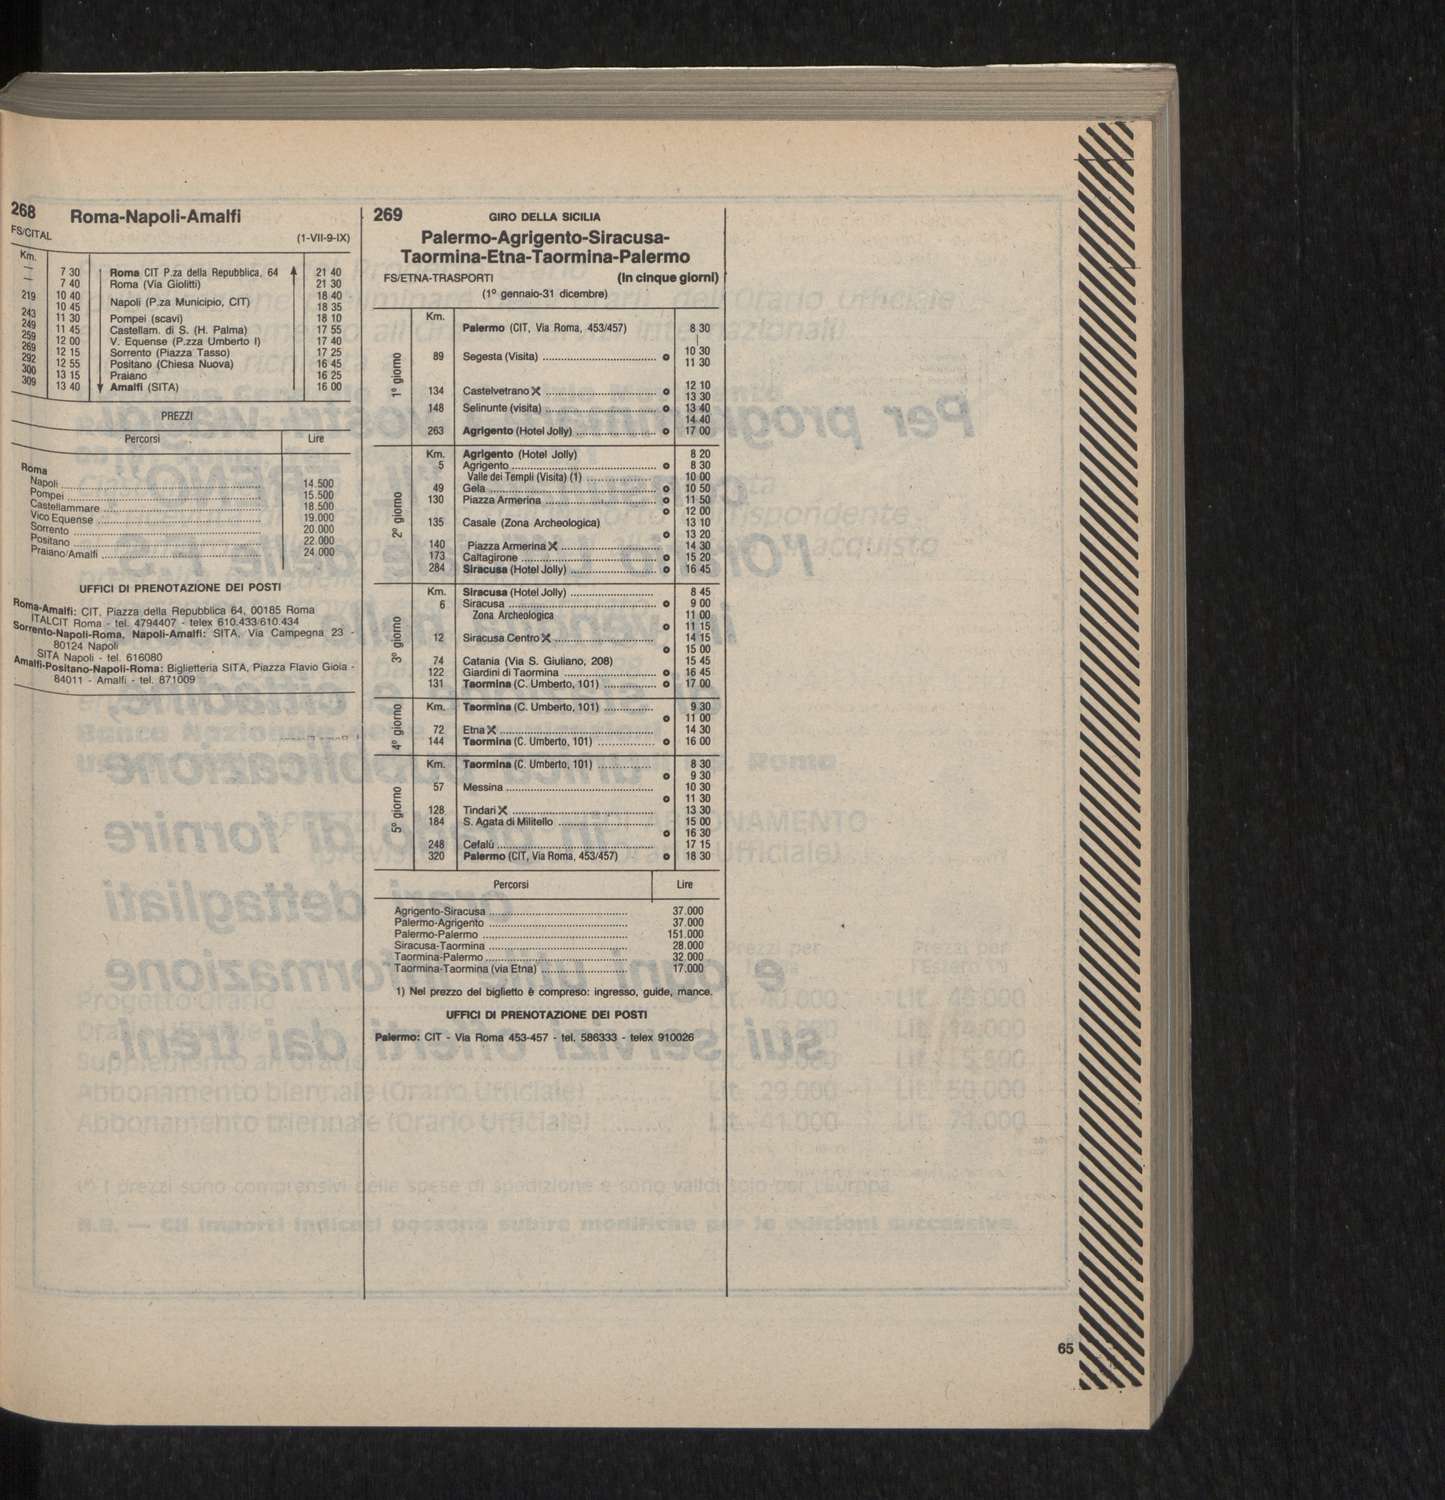 268 Roma-Napoli-Amalfi
FS/CITAL (1-VII-9-IX)
Km.
— 7 30 Roma CIT P.za della Repubblica, 64 21 40
— 7 40 Roma (Via Giolitti) 21 30
219 10 40 Napoli (P.za Municipio, CIT) 18 40
10 45 18 35
243 11 30 Pompei (scavi) 18 10
249 11 45 Castellam. di S. (H. Palma) 17 55
259 12 00 V. Equense (P.zza Umberto I) 17 40
269 12 15 Sorrento (Piazza Tasso) 17 25
292 12 55 Positano (Chiesa Nuova) 16 45
300 13 15 Praiano 16 25
309 13 40 Amalfi (SITA) 16 00
PREZZI
Percorsi Lire
Roma
Napoli 14.500
Pompei 15.500
Castellammare 18.500
Vico Equense 19.000
Sorrento 20.000
Positano 22.000
Praiano/Amalfi 24.000
UFFICI DI PRENOTAZIONE DEI POSTI
Roma-Amalfi: CIT, Piazza della Repubblica 64, 00185 Roma
ITALCIT Roma - tel. 4794407 - telex 610.433/610.434
Sorrento-Napoli-Roma, Napoli-Amalfi: SITA, Via Campegna 23 -
80124 Napoli
SITA Napoli - tel. 616080
Amalfi-Positano-Napoli-Roma: Biglietteria SITA, Piazza Flavio Gioia -
84011 - Amalfi - tel. 871009
269 GIRO DELLA SICILIA
Palermo-Agrigento-Siracusa-
Taormina-Etna-Taormina-Palermo
FS/ETNA-TRASPORTI (In cinque giorni)
(1º gennaio-31 dicembre)
1º giorno
Km.
Palermo (CIT, Via Roma, 453/457) 8 30
89 Segesta (Visita) 10 30
11 30
134 Castelvetrano 12 10
13 30
148 Selinunte (visita) 13 40
14 40
263 Agrigento (Hotel Jolly) 17 00
2º giorno
Km. Agrigento (Hotel Jolly) 8 20
5 Agrigento 8 30
Valle dei Templi (Visita) (1) 10 00
49 Gela 10 50
130 Piazza Armerina 11 50
12 00
135 Casale (Zona Archeologica) 13 10
13 20
140 Piazza Armerina 14 30
173 Caltagirone 15 20
284 Siracusa (Hotel Jolly) 16 45
3º giorno
Km. Siracusa (Hotel Jolly) 8 45
6 Siracusa 9 00
Zona Archeologica 11 00
11 15
12 Siracusa Centro 14 15
15 00
74 Catania (Via S. Giuliano, 208) 15 45
122 Giardini di Taormina 16 45
131 Taormina (C. Umberto, 101) 17 00
4º giorno
Km. Taormina (C. Umberto, 101) 9 30
11 00
72 Etna 14 30
144 Taormina (C. Umberto, 101) 16 00
5º giorno
Km. Taormina (C. Umberto, 101) 8 30
9 30
57 Messina 10 30
11 30
128 Tindari 13 30
184 S. Agata di Militello 15 00
16 30
248 Cefalù 17 15
320 Palermo (CIT, Via Roma, 453/457) 18 30
Percorsi Lire
Agrigento-Siracusa 37.000
Palermo-Agrigento 37.000
Palermo-Palermo 151.000
Siracusa-Taormina 28.000
Taormina-Palermo 32.000
Taormina-Taormina (via Etna) 17.000
1) Nel prezzo del biglietto è compreso: ingresso, guide, mance.
UFFICI DI PRENOTAZIONE DEI POSTI
Palermo: CIT - Via Roma 453-457 - tel. 586333 - telex 910026
65